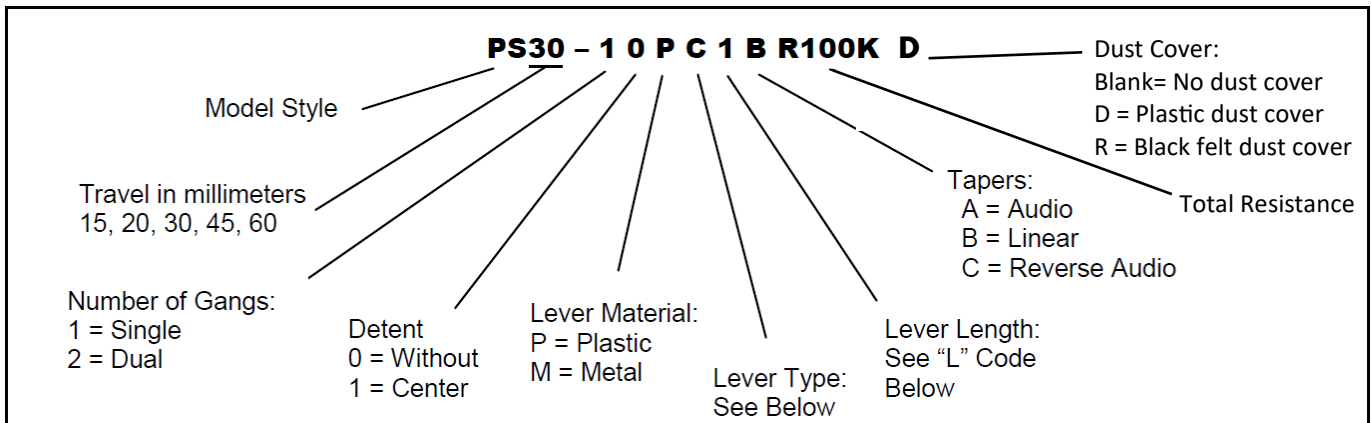 PS30 – 1 0 P C 1 B R100K D
Dust Cover:
Blank= No dust cover
D = Plastic dust cover
R = Black felt dust cover
Model Style
Travel in millimeters
15, 20, 30, 45, 60
Tapers:
A = Audio
B = Linear
C = Reverse Audio
Total Resistance
Number of Gangs:
1 = Single
2 = Dual
Detent
0 = Without
1 = Center
Lever Material:
P = Plastic
M = Metal
Lever Type:
See Below
Lever Length:
See “L” Code
Below